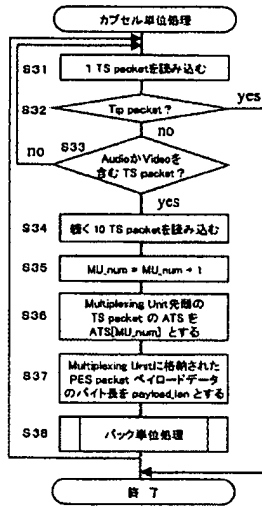 カプセル単位処理
S31
1 TS packetを読み込む
S32
Tip packet?
yes
no
S33
no
AudioかVideoを
含む TS packet?
yes
S34
続く 10 TS packetを読み込む
S35
MU_num = MU_num + 1
S36
Multiplexing Unit先頭の
TS packet の ATS を
ATS[MU_num] とする
S37
Multiplexing Unitに格納された
PES packet ペイロードデータ
のバイト長を payload_len とする
S38
パック単位処理
終 了